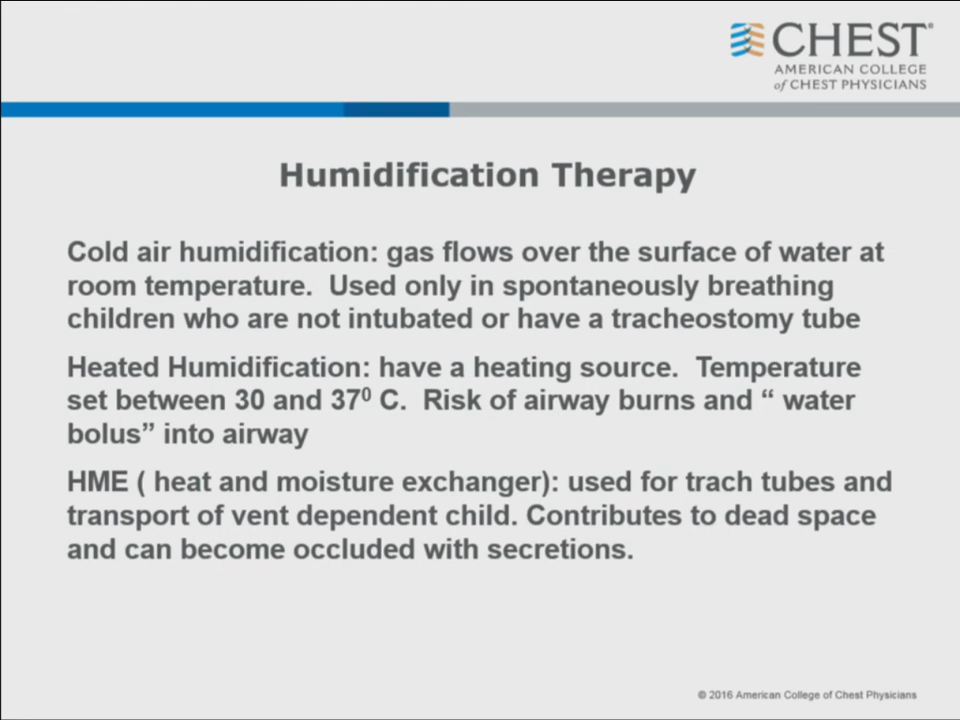 CHEST®
AMERICAN COLLEGE
of CHEST PHYSICIANS
Humidification Therapy
Cold air humidification: gas flows over the surface of water at
room temperature.  Used only in spontaneously breathing
children who are not intubated or have a tracheostomy tube
Heated Humidification: have a heating source.  Temperature
set between 30 and 37⁰ C.  Risk of airway burns and “ water
bolus” into airway
HME ( heat and moisture exchanger): used for trach tubes and
transport of vent dependent child. Contributes to dead space
and can become occluded with secretions.
© 2016 American College of Chest Physicians